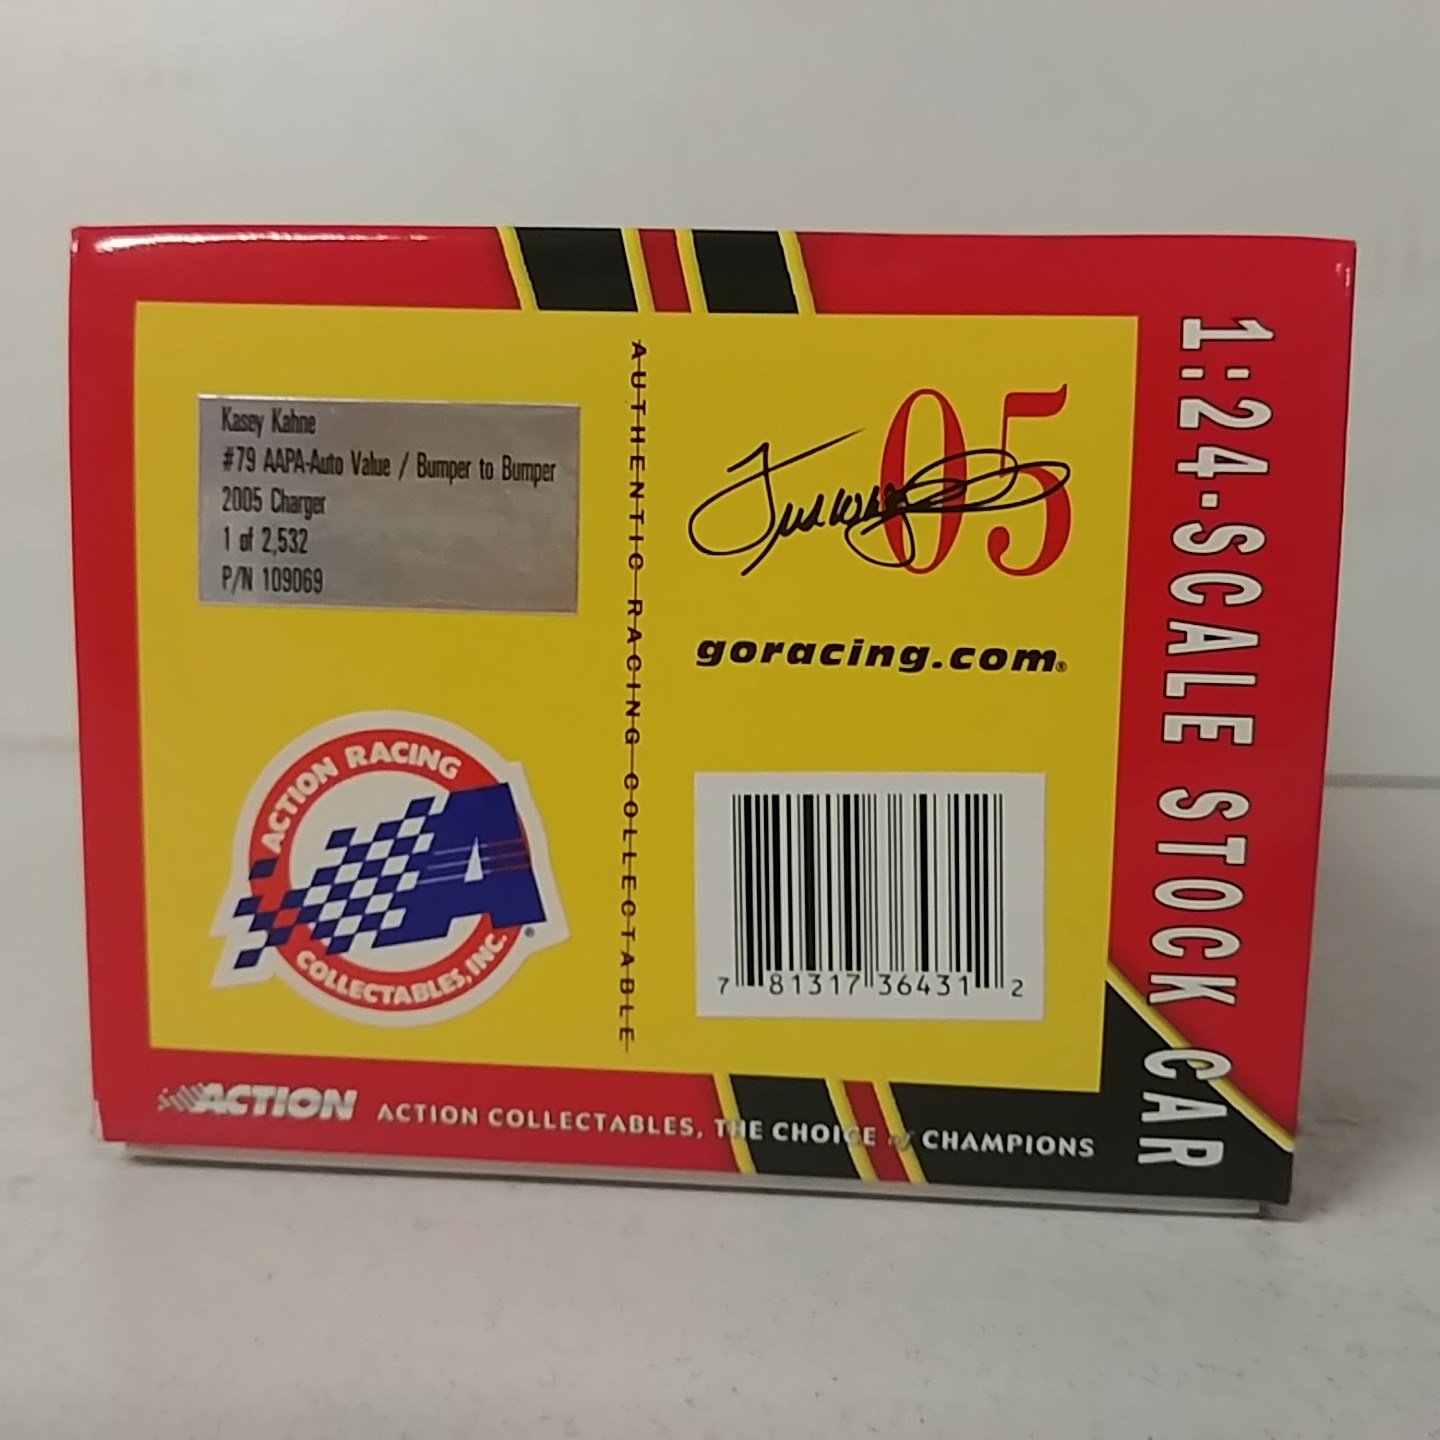 Kasey Kahne
#79 AAPA-Auto Value / Bumper to Bumper
2005 Charger
1 of 2,532
P/N 109069
AUTHENTIC RACING COLLECTABLE
05
goracing.com®
ACTION RACING
A
COLLECTABLES, INC.
7 81317 36431 2
ACTION
ACTION COLLECTABLES, THE CHOICE of CHAMPIONS
1:24-SCALE STOCK CAR